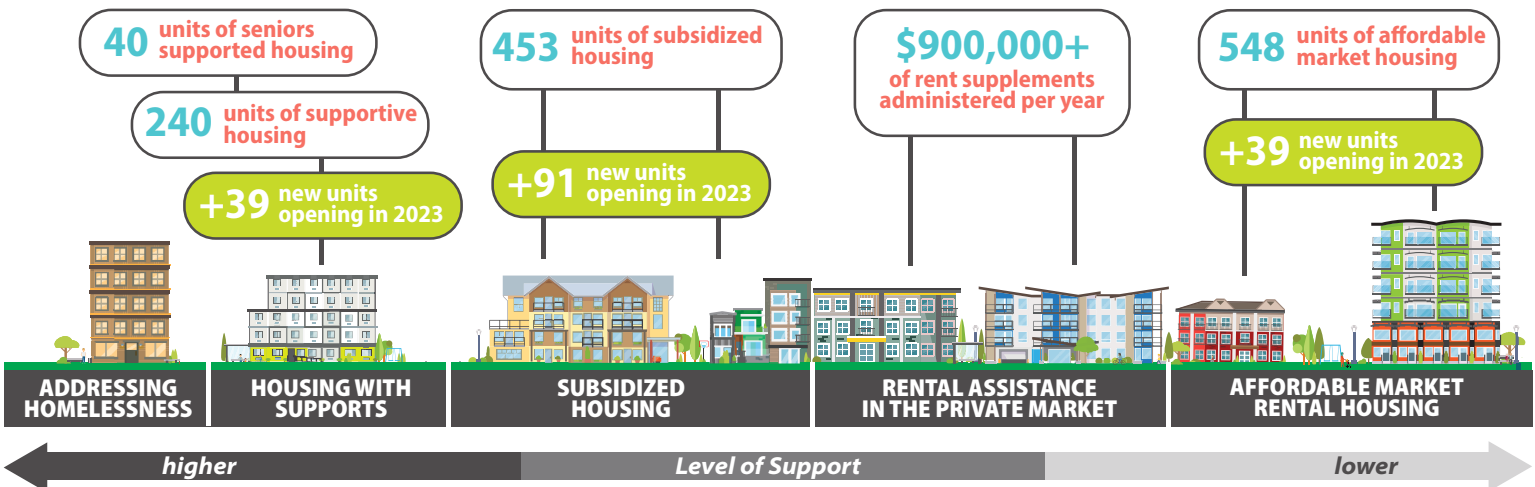 40 units of seniors
supported housing
240 units of supportive
housing
+39 new units
opening in 2023
453 units of subsidized
housing
+91 new units
opening in 2023
$900,000+
of rent supplements
administered per year
548 units of affordable
market housing
+39 new units
opening in 2023
ADDRESSING
HOMELESSNESS
HOUSING WITH
SUPPORTS
SUBSIDIZED
HOUSING
RENTAL ASSISTANCE
IN THE PRIVATE MARKET
AFFORDABLE MARKET
RENTAL HOUSING
higher
Level of Support
lower